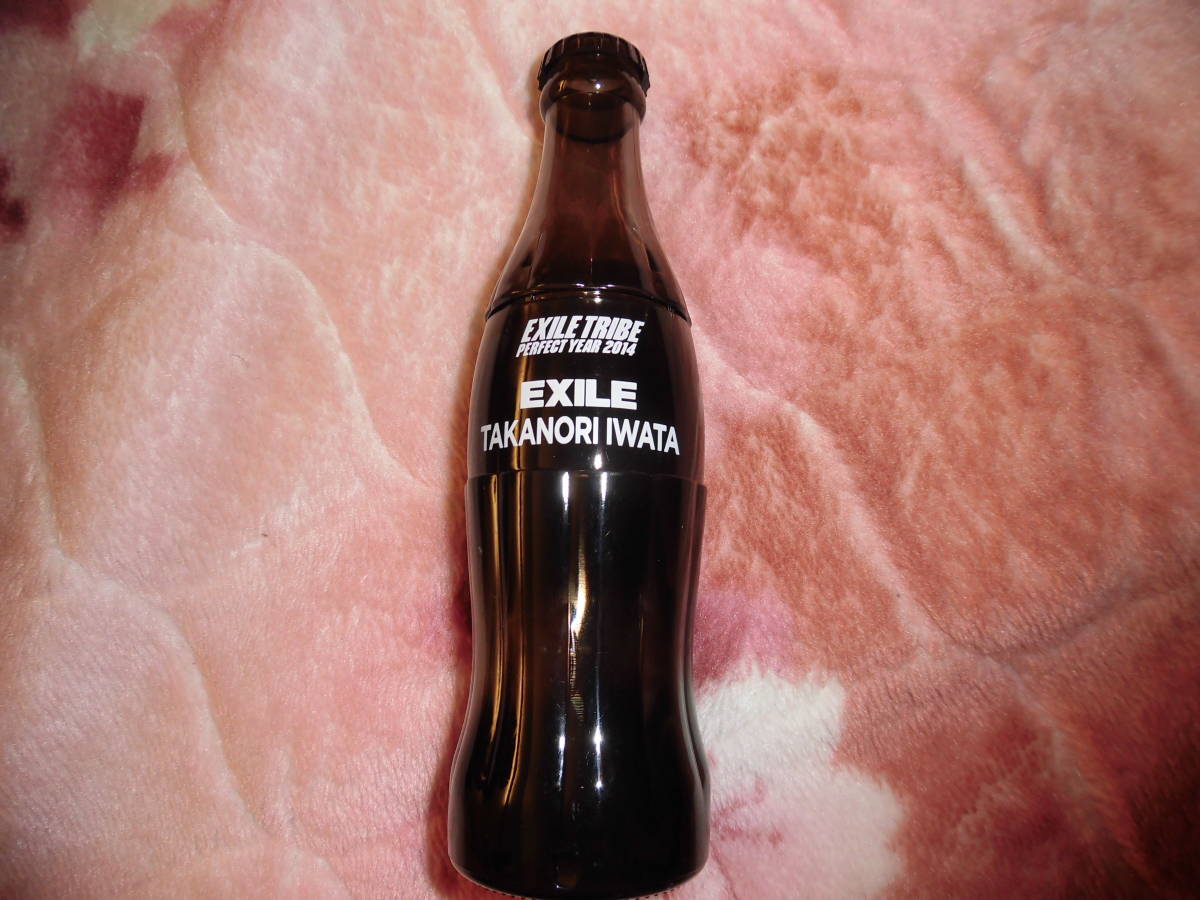 EXILE TRIBE
PERFECT YEAR 2014
EXILE
TAKANORI IWATA